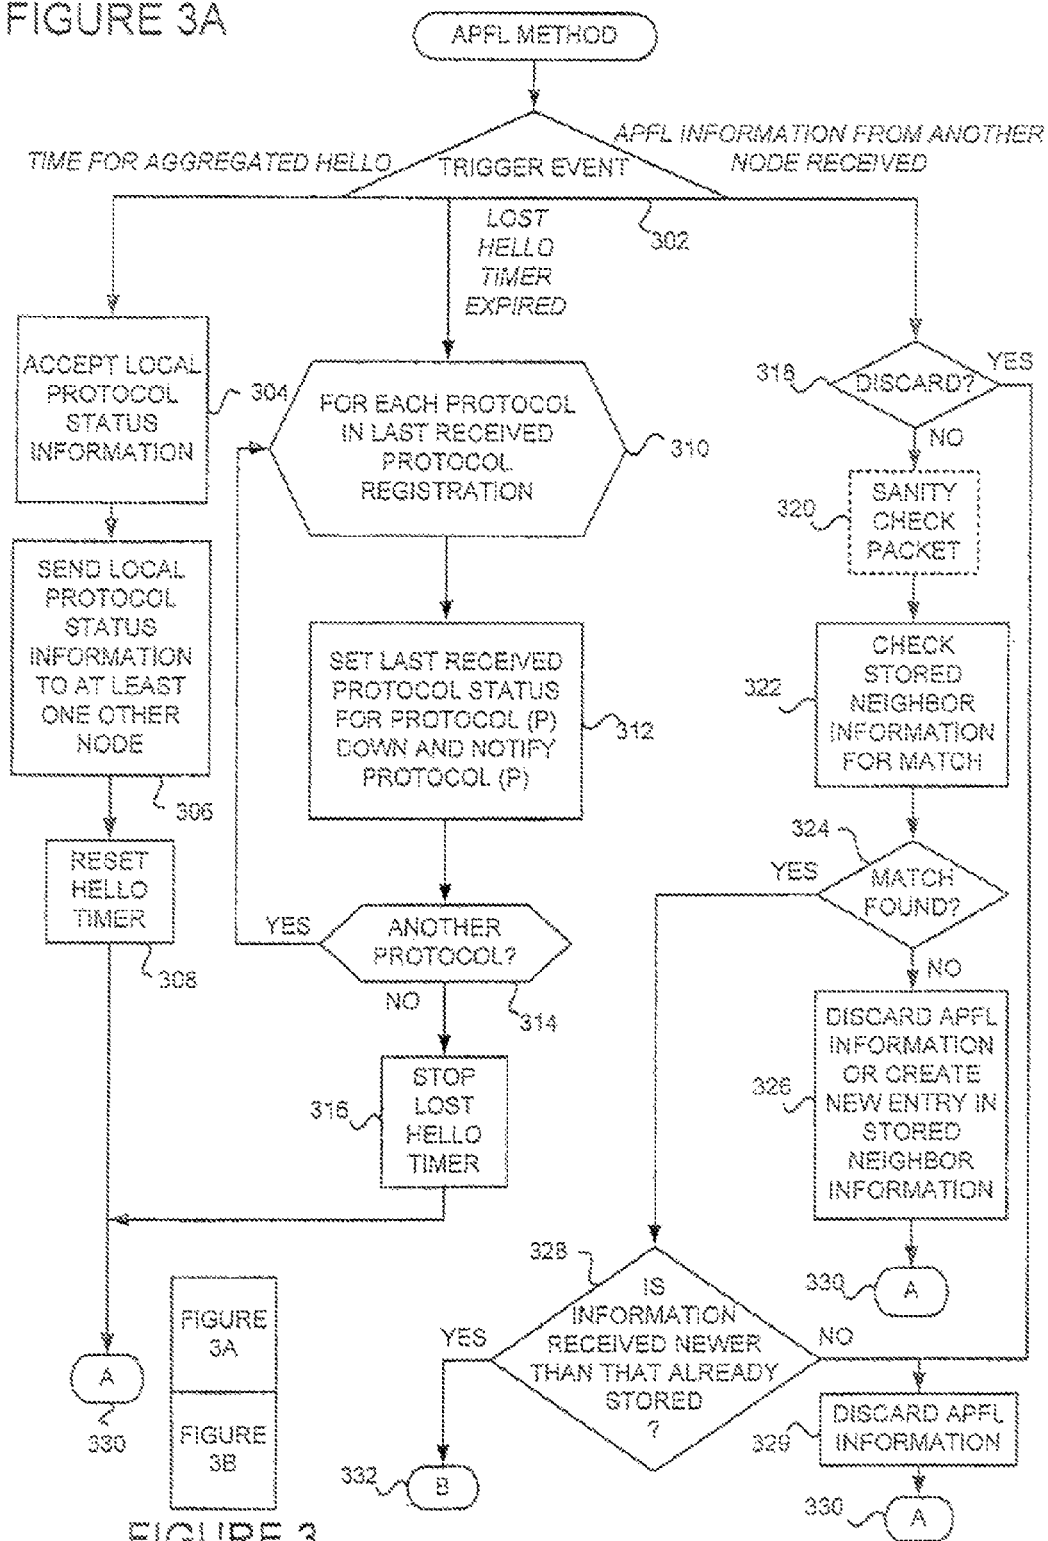 FIGURE 3A
APFL METHOD
TRIGGER EVENT
302
TIME FOR AGGREGATED HELLO
LOST
HELLO
TIMER
EXPIRED
APFL INFORMATION FROM ANOTHER
NODE RECEIVED
ACCEPT LOCAL
PROTOCOL
STATUS
INFORMATION
304
SEND LOCAL
PROTOCOL
STATUS
INFORMATION
TO AT LEAST
ONE OTHER
NODE
306
RESET
HELLO
TIMER
308
A
330
FOR EACH PROTOCOL
IN LAST RECEIVED
PROTOCOL
REGISTRATION
310
SET LAST RECEIVED
PROTOCOL STATUS
FOR PROTOCOL (P)
DOWN AND NOTIFY
PROTOCOL (P)
312
ANOTHER
PROTOCOL?
314
YES
NO
STOP
LOST
HELLO
TIMER
316
DISCARD?
318
YES
NO
SANITY
CHECK
PACKET
320
CHECK
STORED
NEIGHBOR
INFORMATION
FOR MATCH
322
MATCH
FOUND?
324
YES
NO
DISCARD APFL
INFORMATION
OR CREATE
NEW ENTRY IN
STORED
NEIGHBOR
INFORMATION
326
330
A
328
IS
INFORMATION
RECEIVED NEWER
THAN THAT ALREADY
STORED
?
YES
NO
332
B
DISCARD APFL
INFORMATION
329
330
A
FIGURE
3A
FIGURE
3B
FIGURE 3